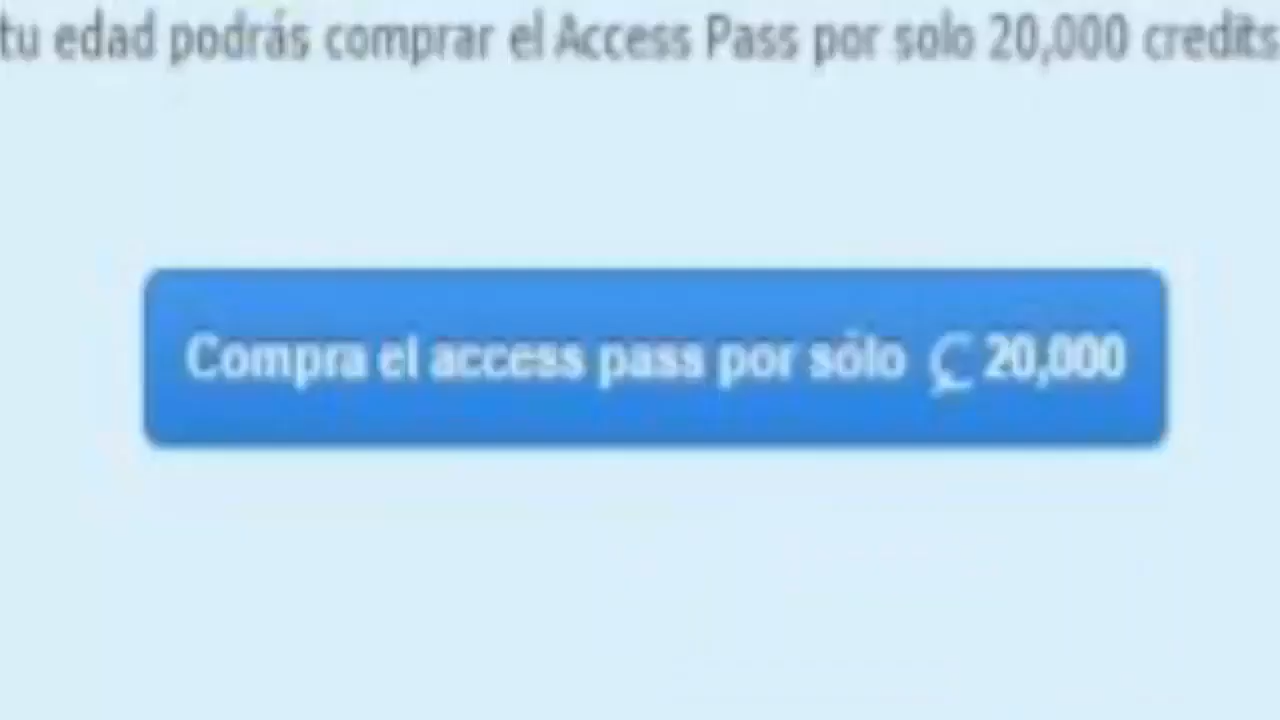 tu edad podrás comprar el Access Pass por solo 20,000 credits
Compra el access pass por sólo 20,000